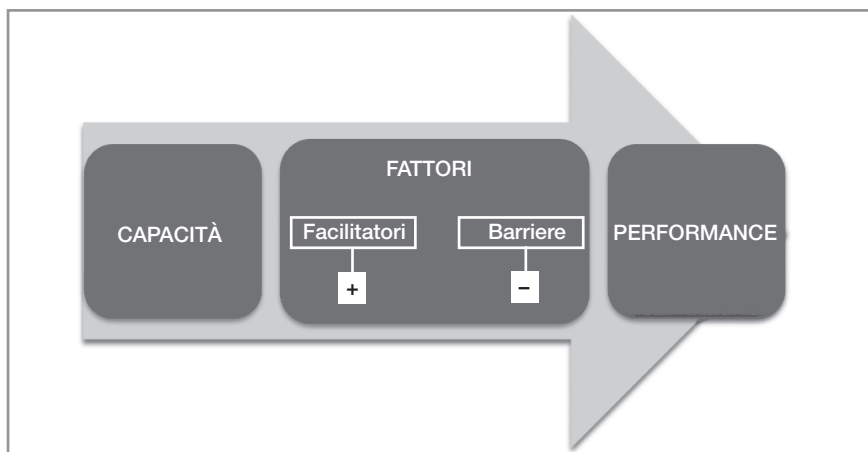 FATTORI
CAPACITÀ
Facilitatori
Barriere
PERFORMANCE
+
−